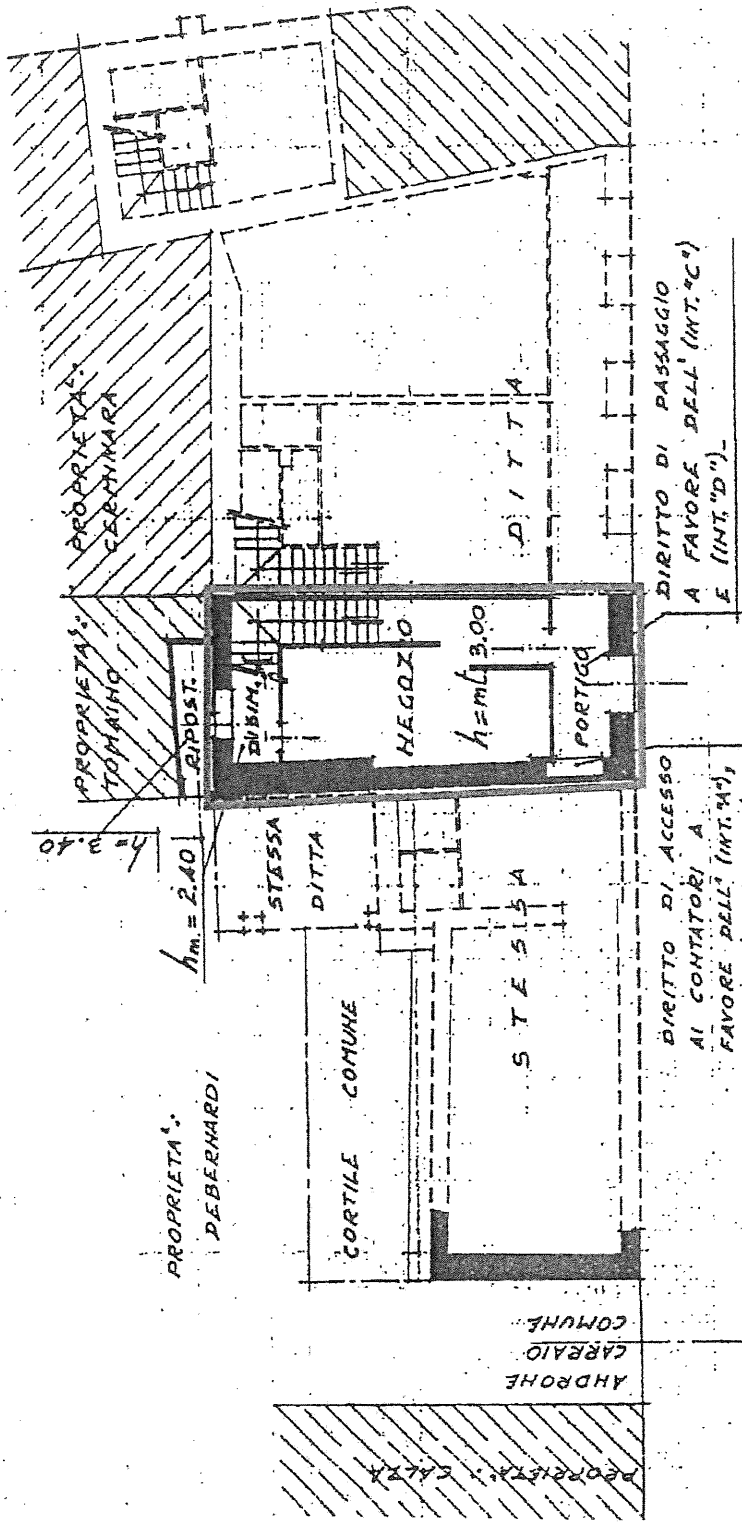 PROPRIETA':
CERMINARA
PROPRIETA':
TOMAINO
RIPOST.
h= 3.40
hm. = 2.40
DISIM.
NEGOZIO
h=mL 3.00
PORTICO
STESSA
DITTA
PROPRIETA':
DEBERNARDI
CORTILE COMUNE
STESSA
DITTA
DIRITTO DI PASSAGGIO
A FAVORE DELL' (INT. "C")
E (INT. "D")_
DIRITTO DI ACCESSO
AI CONTATORI A
FAVORE DELL' (INT. "A"),
ANDRONE
CARRAIO
COMUNE
PROPRIETA': CALZA